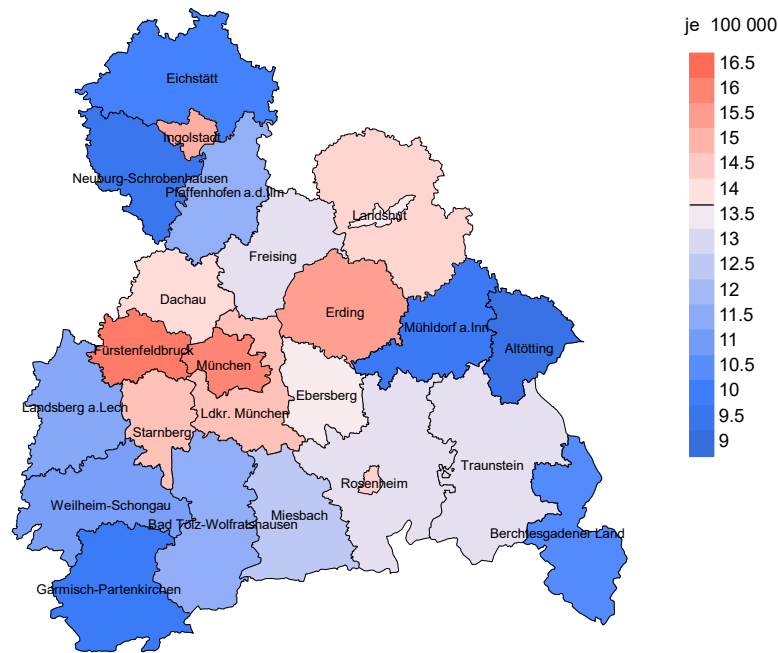 je 100 000
16.5
16
15.5
15
14.5
14
13.5
13
12.5
12
11.5
11
10.5
10
9.5
9
Eichstätt
Ingolstadt
Neuburg-Schrobenhausen
Pfaffenhofen a.d.Ilm
Landshut
Freising
Dachau
Erding
Mühldorf a.Inn
Altötting
Fürstenfeldbruck
München
Ebersberg
Landsberg a.Lech
Ldkr. München
Starnberg
Traunstein
Rosenheim
Weilheim-Schongau
Miesbach
Bad Tölz-Wolfratshausen
Berchtesgadener Land
Garmisch-Partenkirchen